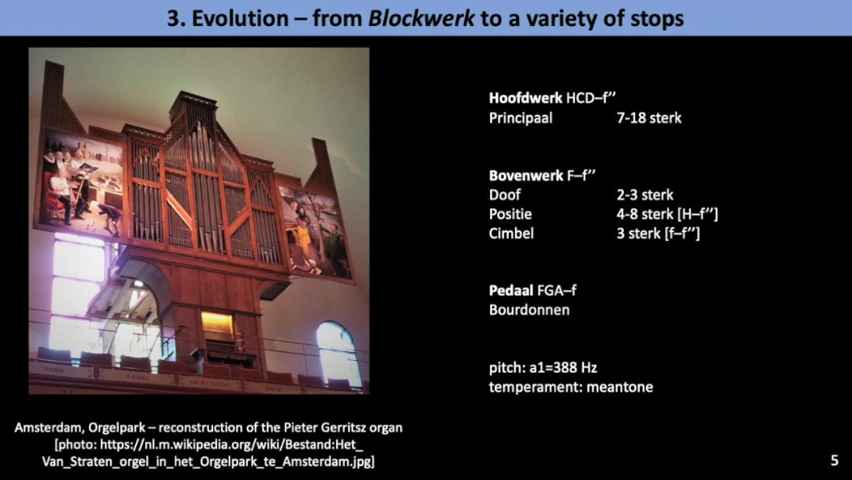 3. Evolution – from Blockwerk to a variety of stops
Hoofdwerk HCD–f’’
Principaal 7-18 sterk
Bovenwerk F–f’’
Doof 2-3 sterk
Positie 4-8 sterk [H–f’’]
Cimbel 3 sterk [f–f’’]
Pedaal FGA–f
Bourdonnen
pitch: a1=388 Hz
temperament: meantone
Amsterdam, Orgelpark – reconstruction of the Pieter Gerritsz organ
[photo: https://nl.m.wikipedia.org/wiki/Bestand:Het_
Van_Straten_orgel_in_het_Orgelpark_te_Amsterdam.jpg]
5